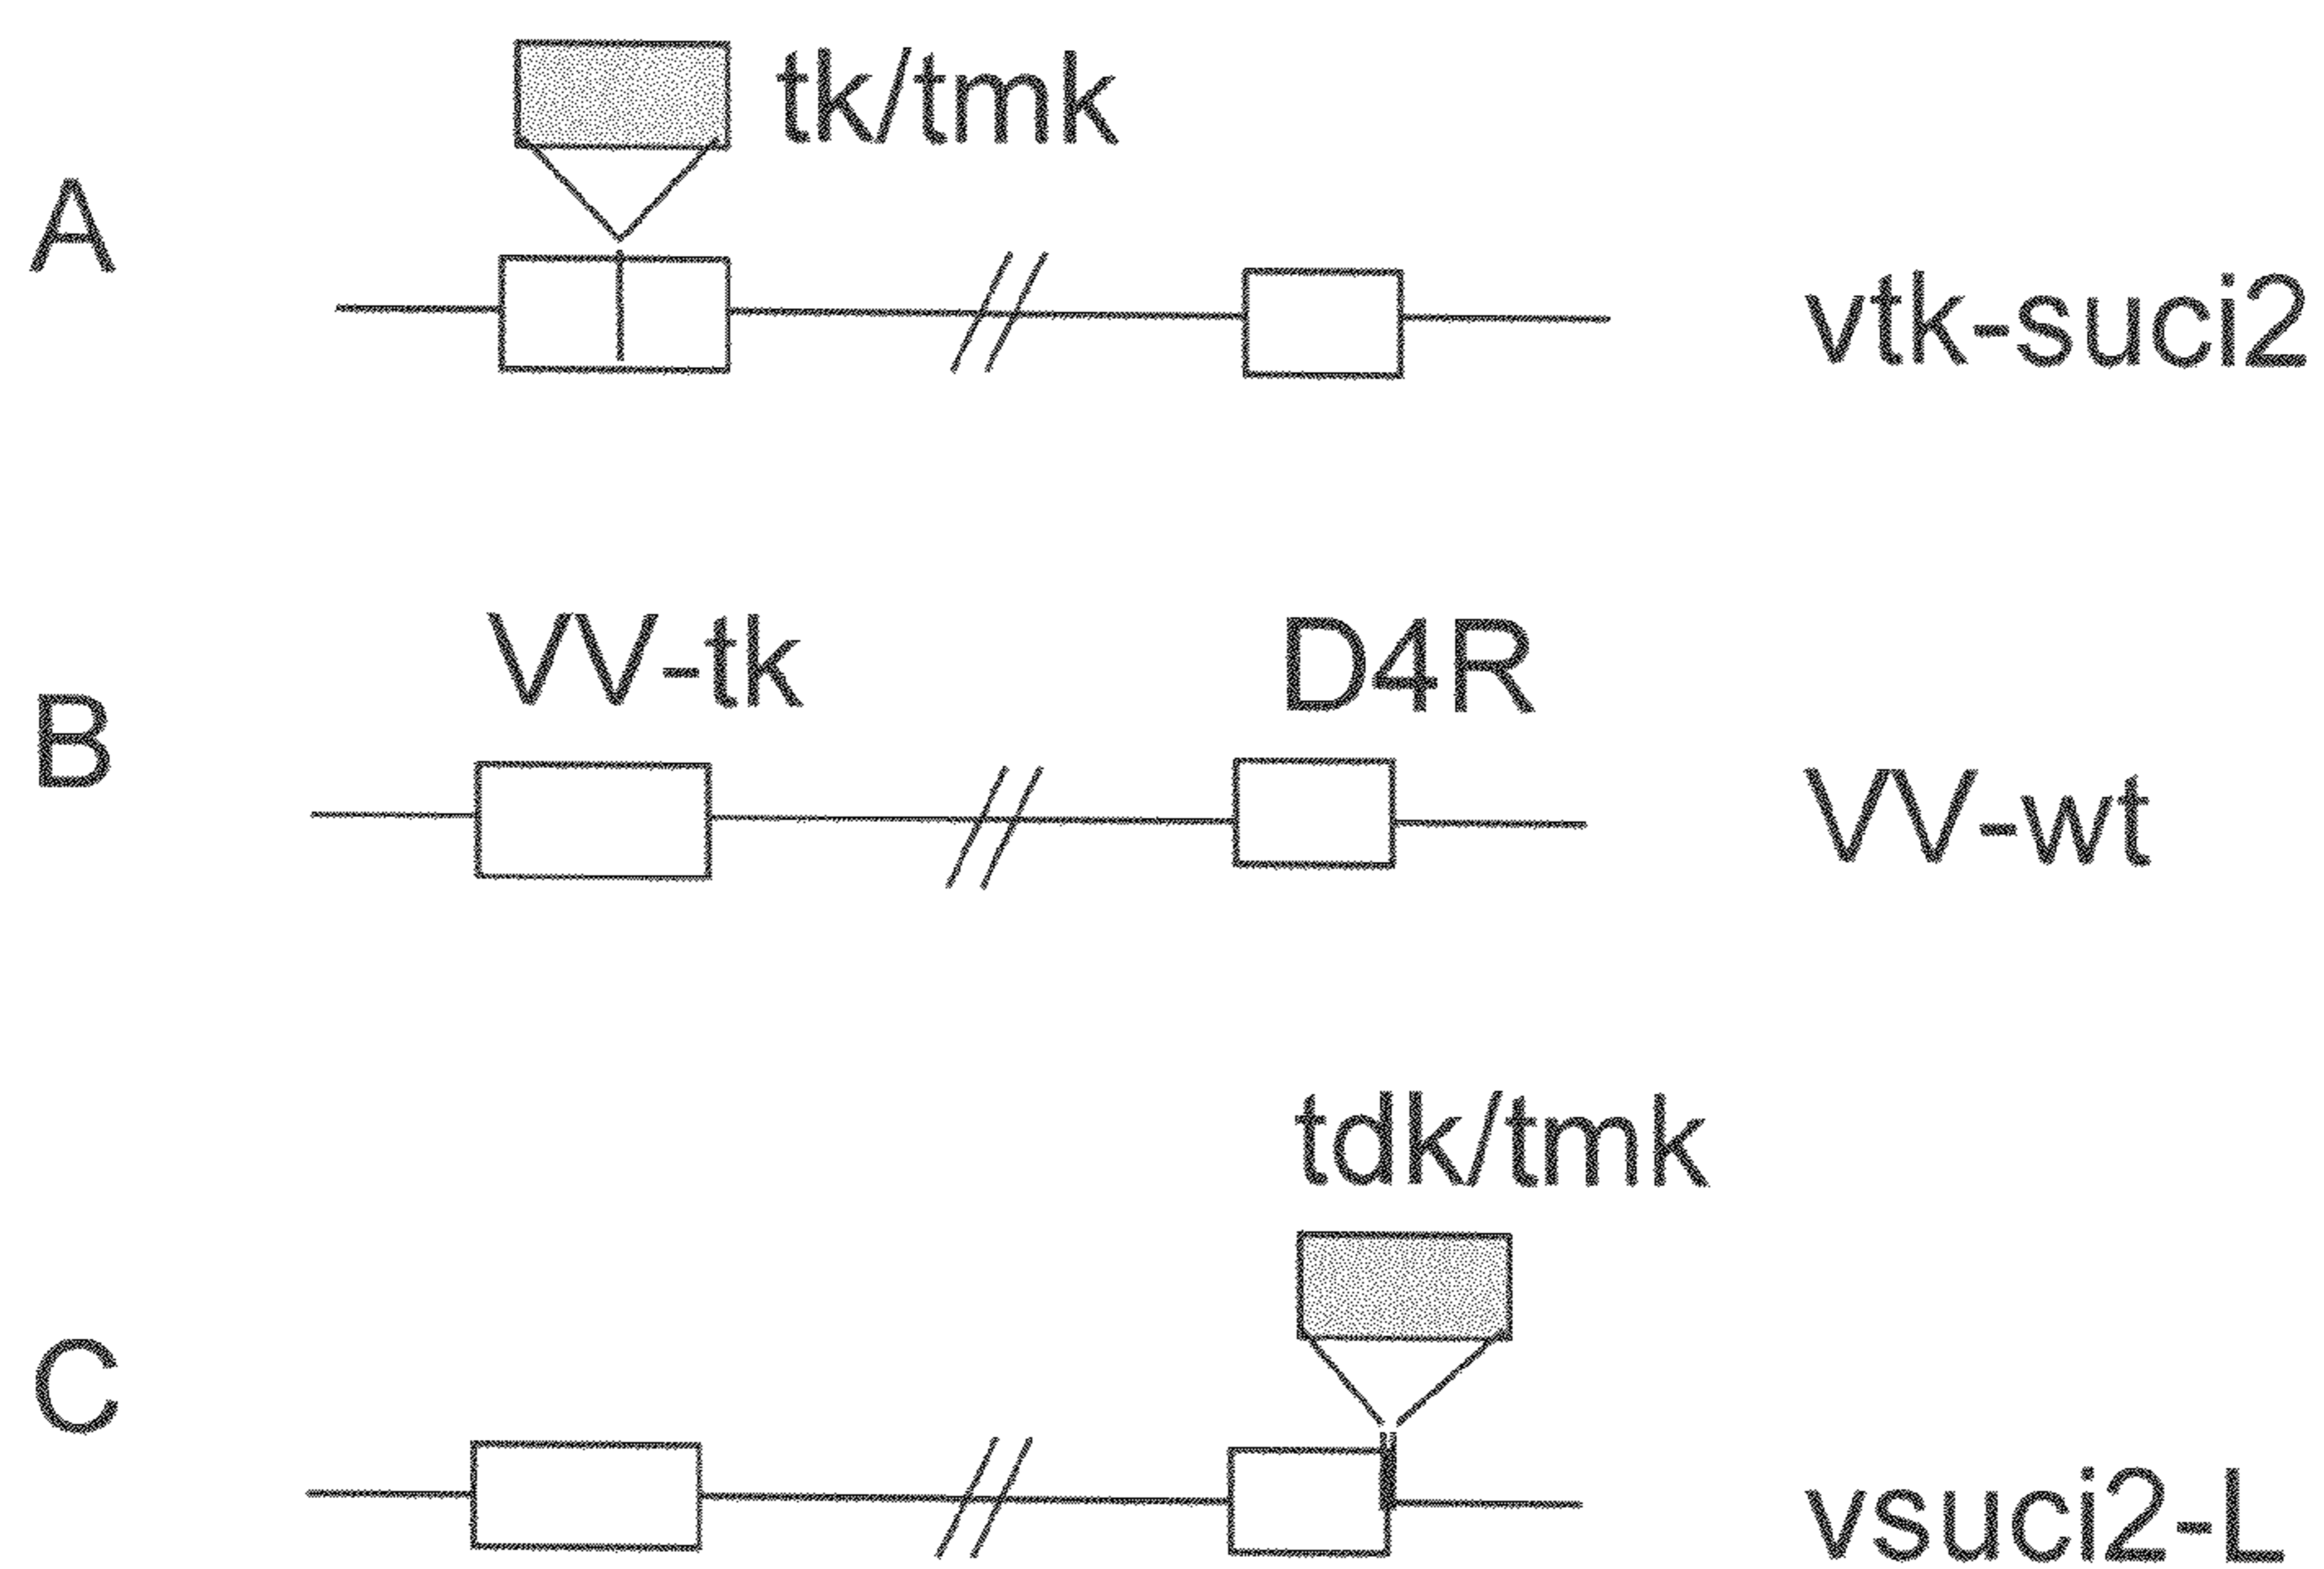 tk/tmk
A
vtk-suci2
VV-tk
D4R
B
VV-wt
tdk/tmk
C
vsuci2-L